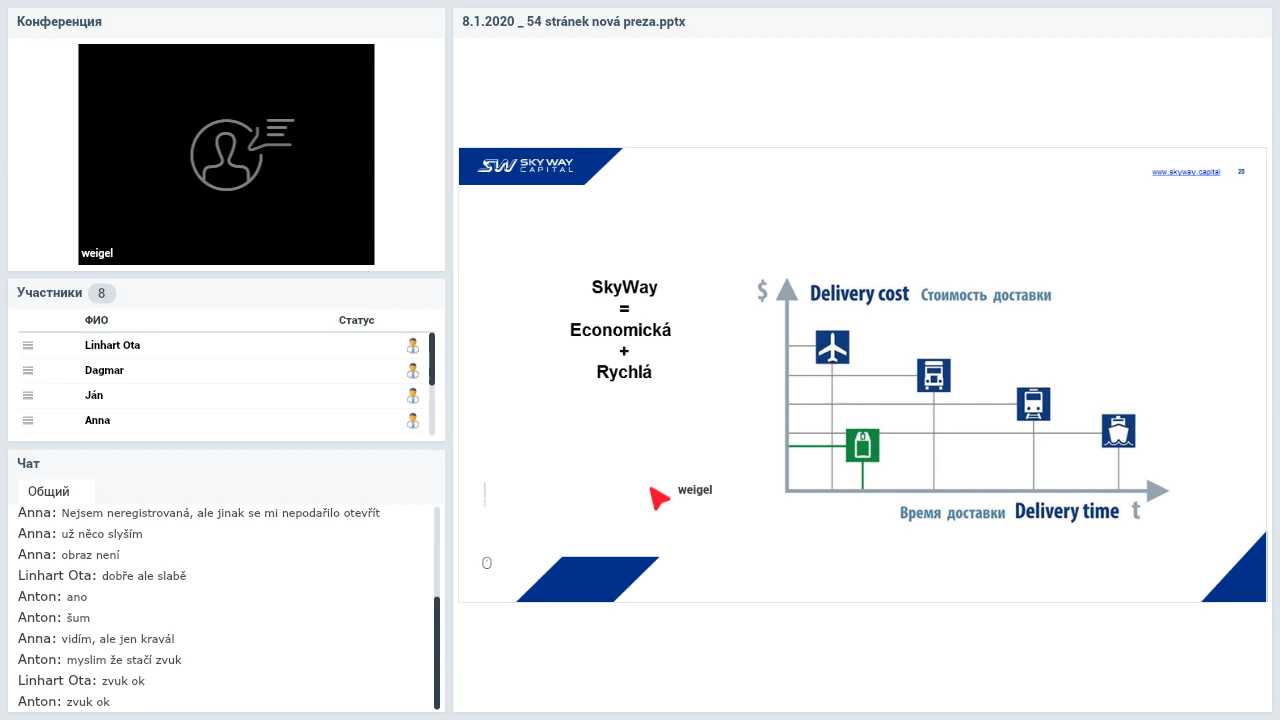 Конференция
weigel
Участники 8
ФИО Статус
Linhart Ota
Dagmar
Ján
Anna
Чат
Общий
Anna: Nejsem neregistrovaná, ale jinak se mi nepodařilo otevřít
Anna: už něco slyším
Anna: obraz není
Linhart Ota: dobře ale slabě
Anton: ano
Anton: šum
Anna: vidím, ale jen kravál
Anton: myslim že stačí zvuk
Linhart Ota: zvuk ok
Anton: zvuk ok
8.1.2020 _ 54 stránek nová preza.pptx
SW SKY WAY
CAPITAL
www.skyway.capital 28
SkyWay
=
Economická
+
Rychlá
$ Delivery cost Стоимость доставки
weigel
Время доставки Delivery time t